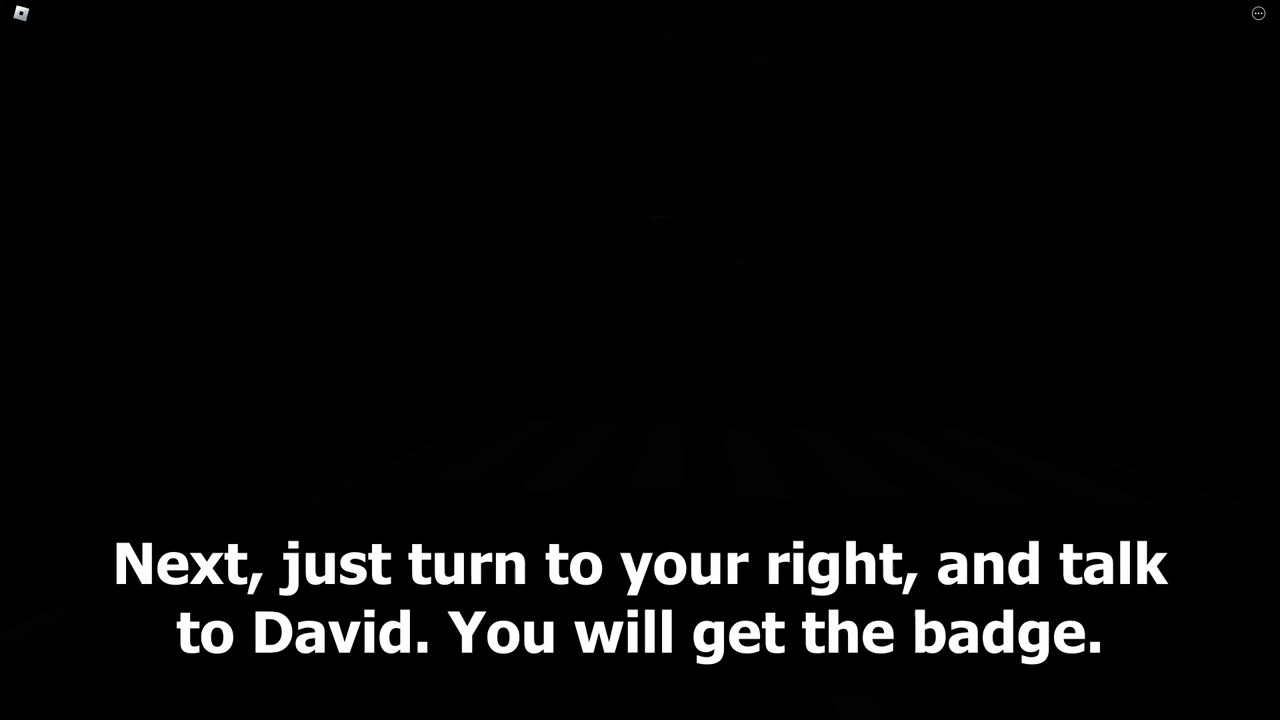 Next, just turn to your right, and talk
to David. You will get the badge.